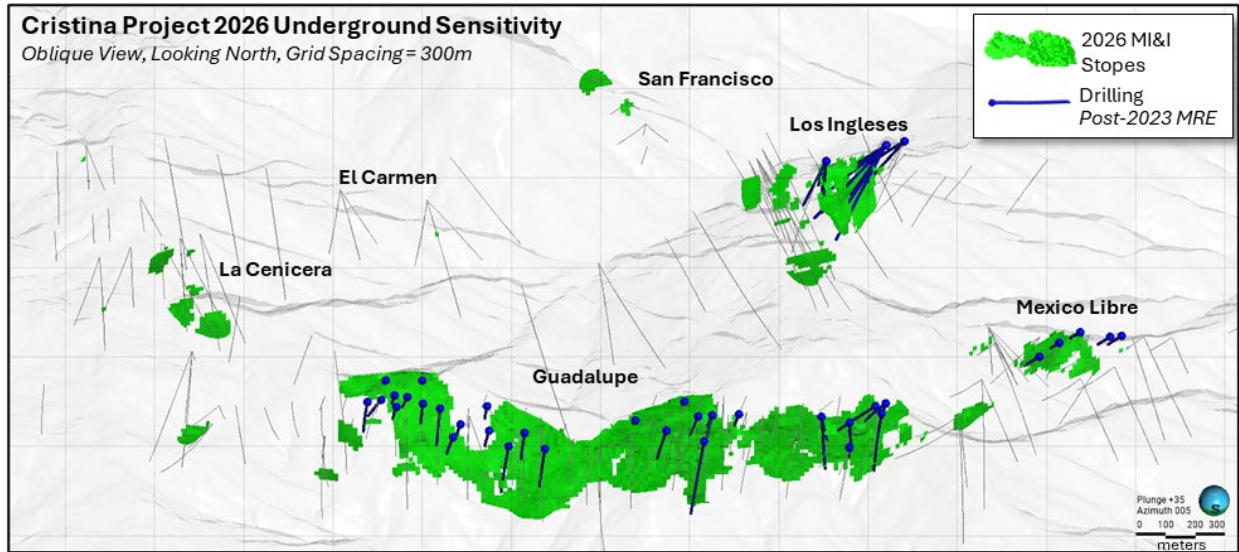 Cristina Project 2026 Underground Sensitivity
Oblique View, Looking North, Grid Spacing= 300m
2026 MI&I
Stopes
Drilling
Post-2023 MRE
San Francisco
Los Ingleses
El Carmen
La Cenicera
Mexico Libre
Guadalupe
Plunge +35
Azimuth 005
S
0 100 200 300
meters